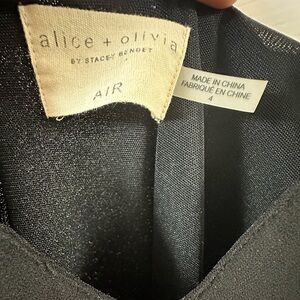 alice + olivia
BY STACEY BENDET
AIR
MADE IN CHINA
FABRIQUÉ EN CHINE
4